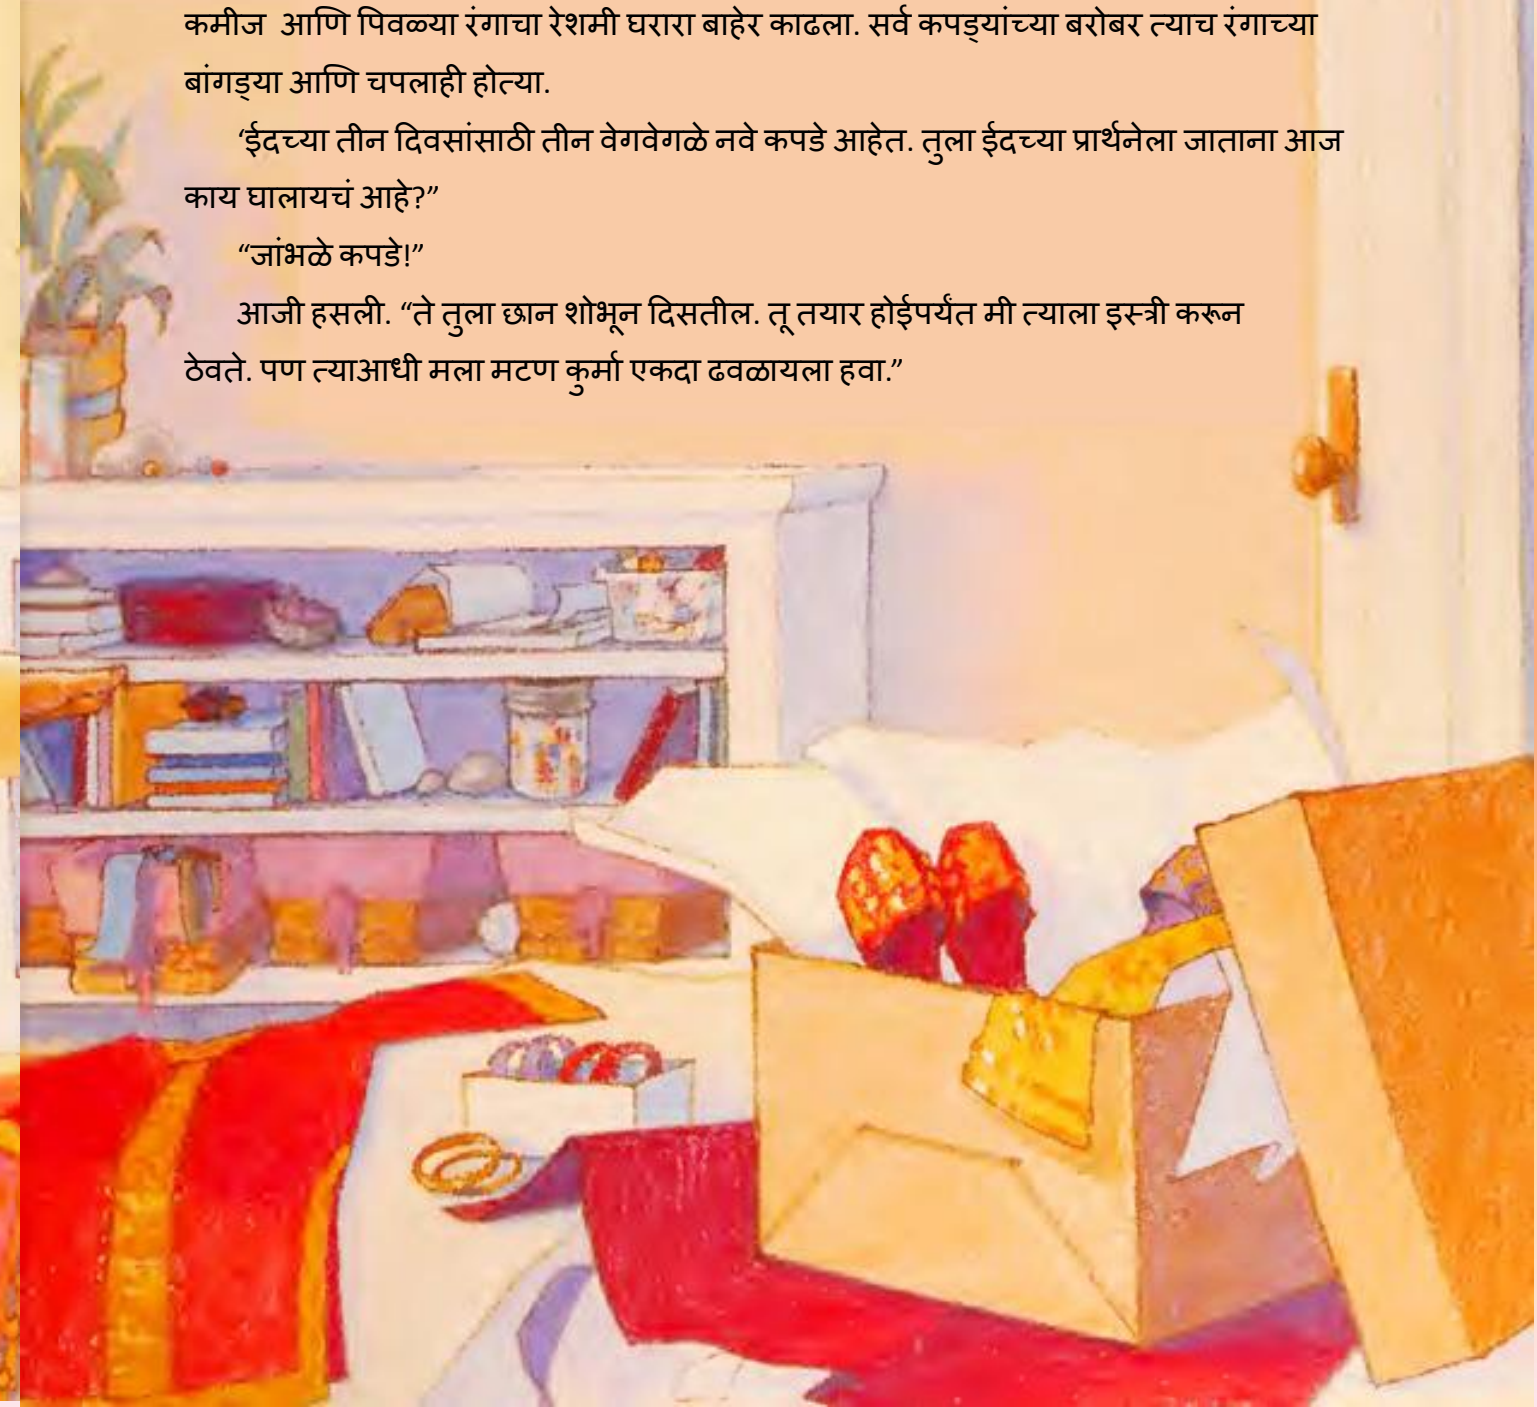 कमीज आणि पिवळ्या रंगाचा रेशमी घरारा बाहेर काढला. सर्व कपड्यांच्या बरोबर त्याच रंगाच्या
बांगड्या आणि चपलाही होत्या.
‘ईदच्या तीन दिवसांसाठी तीन वेगवेगळे नवे कपडे आहेत. तुला ईदच्या प्रार्थनेला जाताना आज
काय घालायचं आहे?”
“जांभळे कपडे!”
आजी हसली. “ते तुला छान शोभून दिसतील. तू तयार होईपर्यंत मी त्याला इस्त्री करून
ठेवते. पण त्याआधी मला मटण कुर्मा एकदा ढवळायला हवा.”